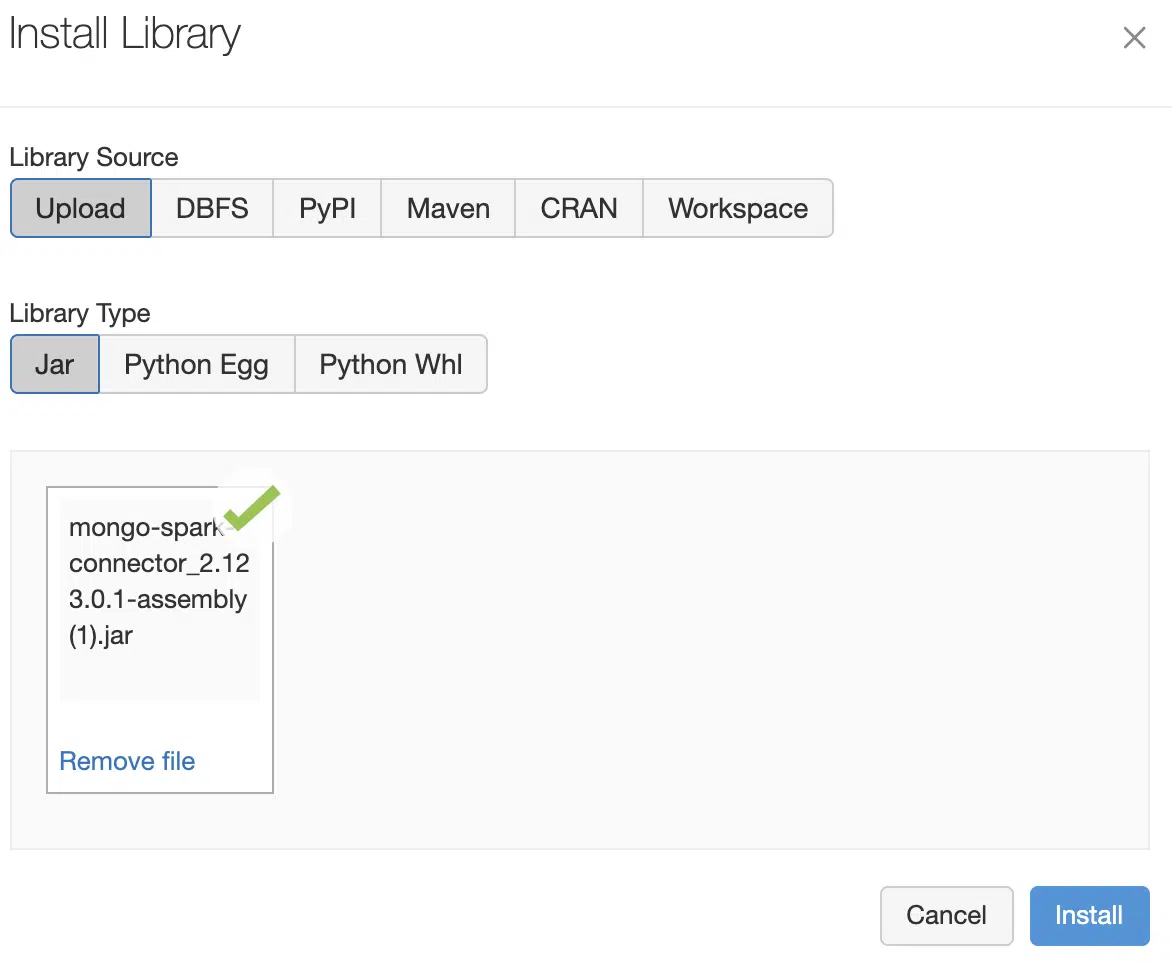 Install Library
Library Source
Upload DBFS PyPI Maven CRAN Workspace
Library Type
Jar Python Egg Python Whl
mongo-spark-
connector_2.12
3.0.1-assembly
(1).jar
Remove file
Cancel Install